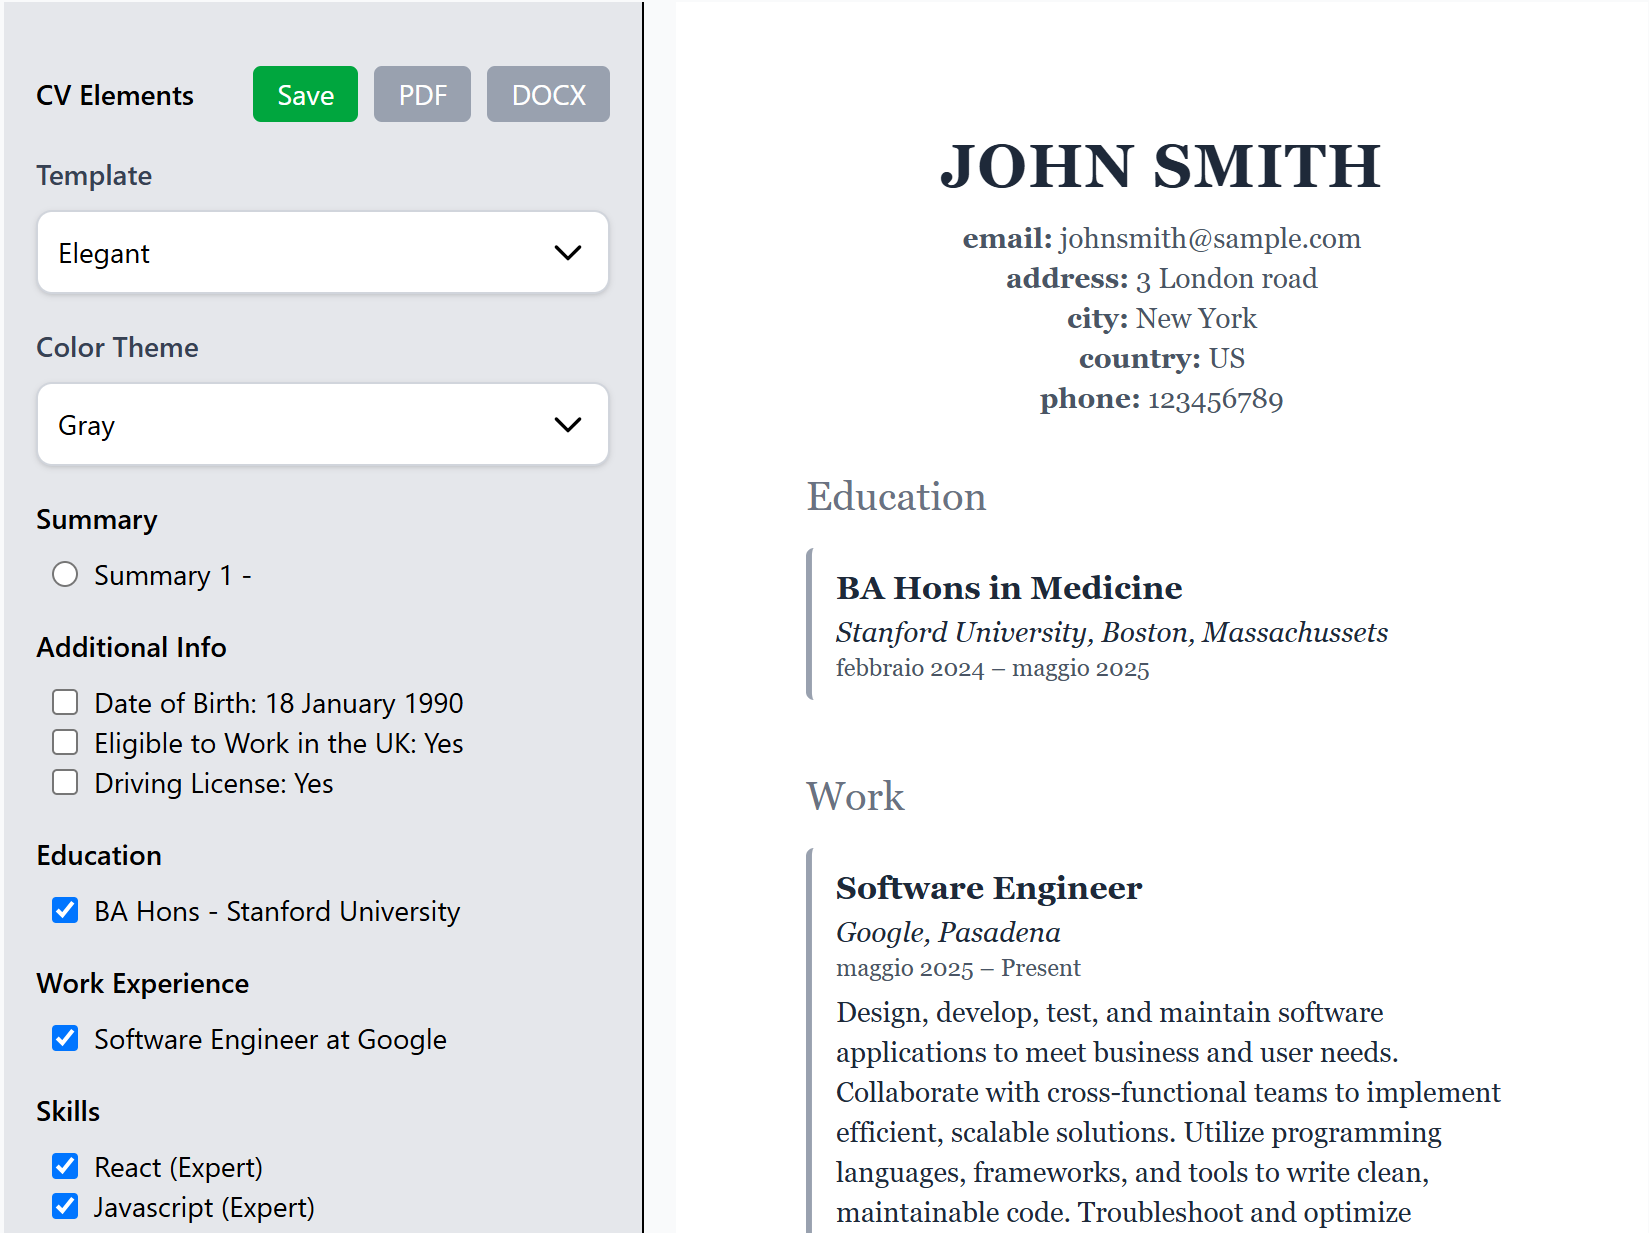 CV Elements
Save
PDF
DOCX
Template
Elegant
Color Theme
Gray
Summary
Summary 1 -
Additional Info
Date of Birth: 18 January 1990
Eligible to Work in the UK: Yes
Driving License: Yes
Education
BA Hons - Stanford University
Work Experience
Software Engineer at Google
Skills
React (Expert)
Javascript (Expert)
JOHN SMITH
email: johnsmith@sample.com
address: 3 London road
city: New York
country: US
phone: 123456789
Education
BA Hons in Medicine
Stanford University, Boston, Massachussets
febbraio 2024 – maggio 2025
Work
Software Engineer
Google, Pasadena
maggio 2025 – Present
Design, develop, test, and maintain software
applications to meet business and user needs.
Collaborate with cross-functional teams to implement
efficient, scalable solutions. Utilize programming
languages, frameworks, and tools to write clean,
maintainable code. Troubleshoot and optimize